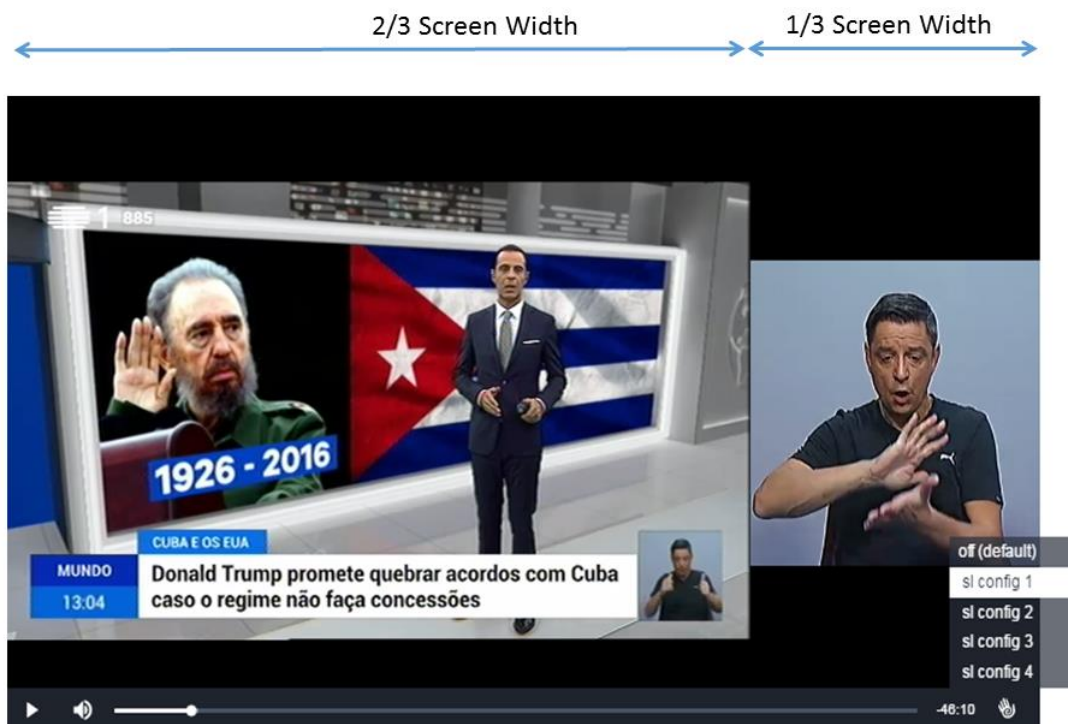 2/3 Screen Width
1/3 Screen Width
1 885
1926 - 2016
CUBA E OS EUA
MUNDO
13:04
Donald Trump promete quebrar acordos com Cuba
caso o regime não faça concessões
off (default)
sl config 1
sl config 2
sl config 3
sl config 4
-46:10